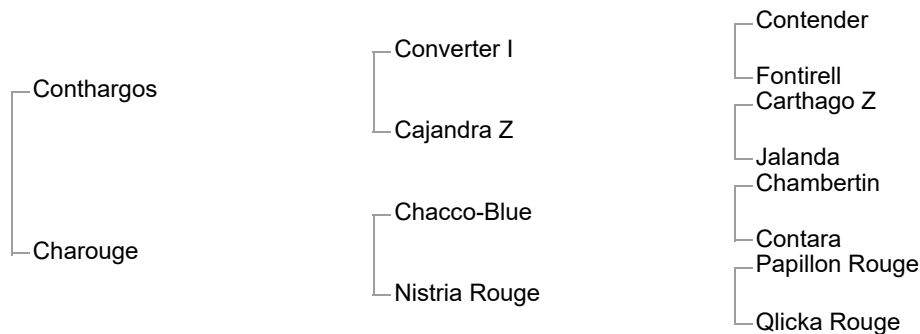 Contender
Converter I
Fontirell
Conthargos
Carthago Z
Cajandra Z
Jalanda
Chambertin
Chacco-Blue
Contara
Charouge
Papillon Rouge
Nistria Rouge
Qlicka Rouge